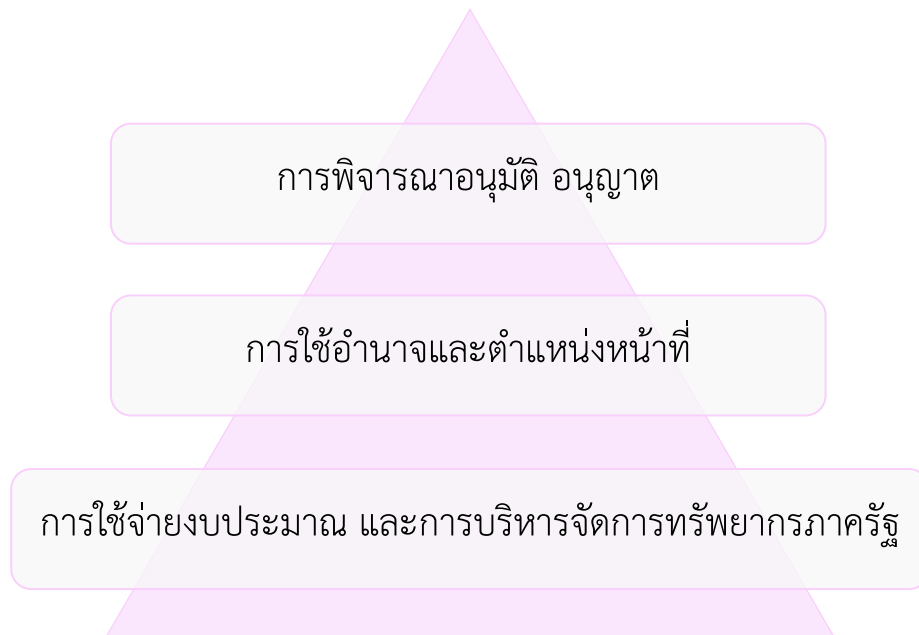 การพิจารณาอนุมัติ อนุญาต
การใช้อำนาจและตำแหน่งหน้าที่
การใช้จ่ายงบประมาณ และการบริหารจัดการทรัพยากรภาครัฐ